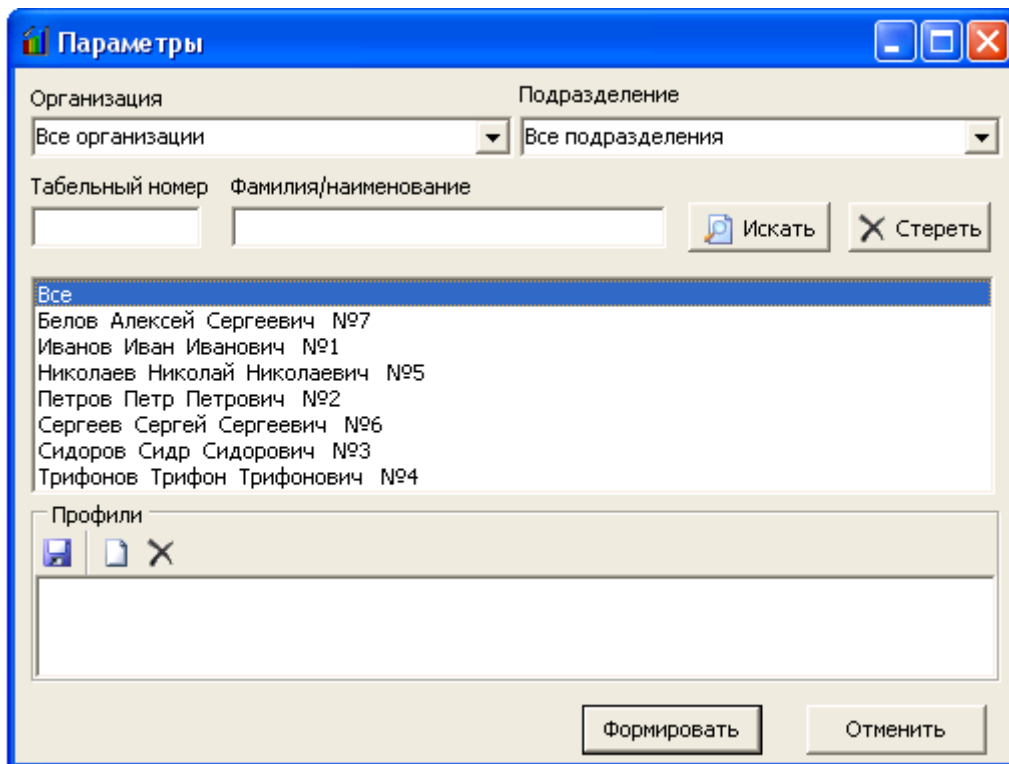 Параметры
Организация Подразделение
Все организации Все подразделения
Табельный номер Фамилия/наименование
Искать Стереть
Все
Белов Алексей Сергеевич №7
Иванов Иван Иванович №1
Николаев Николай Николаевич №5
Петров Петр Петрович №2
Сергеев Сергей Сергеевич №6
Сидоров Сидр Сидорович №3
Трифонов Трифон Трифонович №4
Профили
Формировать Отменить